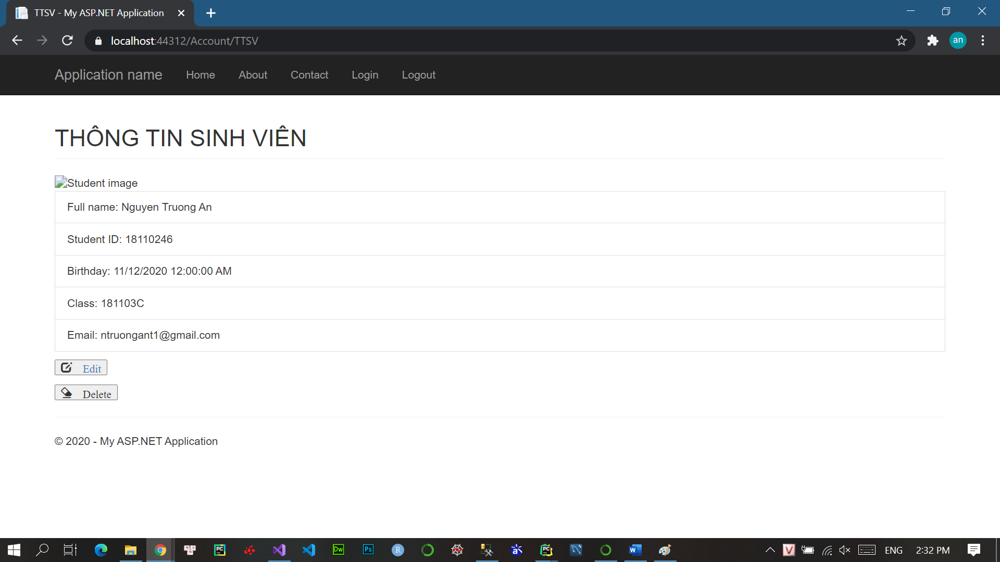 TTSV - My ASP.NET Application
localhost:44312/Account/TTSV
an
Application name Home About Contact Login Logout
THÔNG TIN SINH VIÊN
Student image
Full name: Nguyen Truong An
Student ID: 18110246
Birthday: 11/12/2020 12:00:00 AM
Class: 181103C
Email: ntruongant1@gmail.com
Edit
Delete
© 2020 - My ASP.NET Application
ENG 2:32 PM